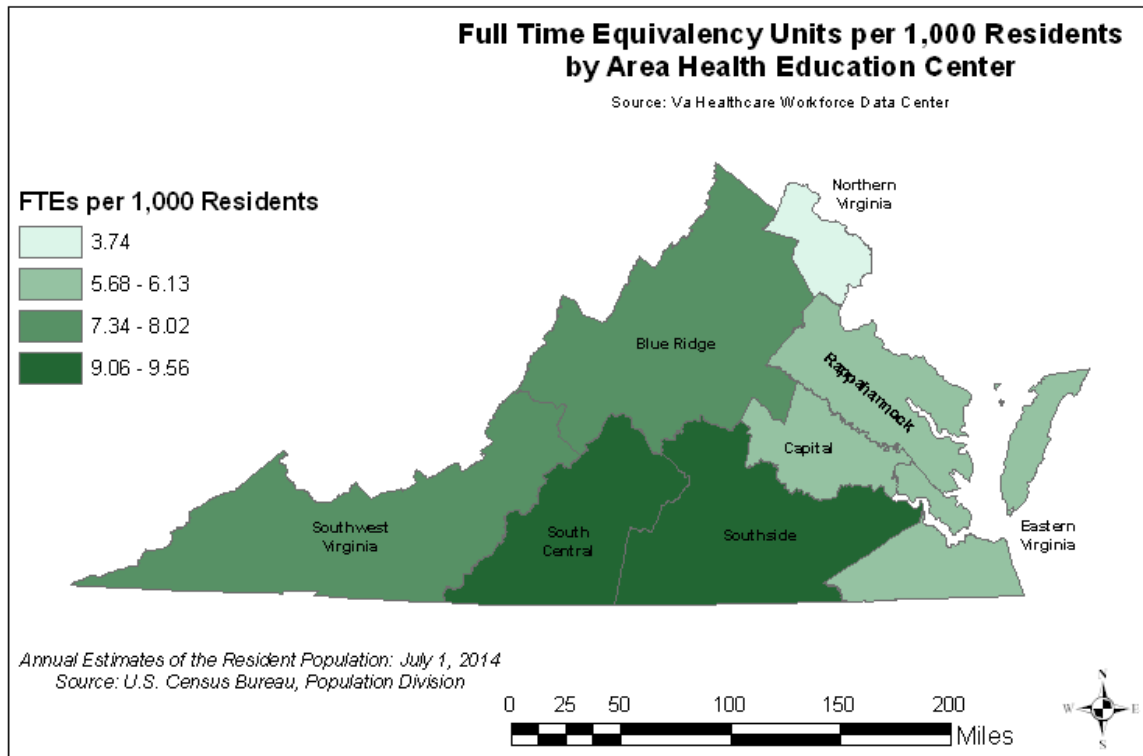 Full Time Equivalency Units per 1,000 Residents
by Area Health Education Center
Source: Va Healthcare Workforce Data Center
FTEs per 1,000 Residents
3.74
5.68 - 6.13
7.34 - 8.02
9.06 - 9.56
Northern
Virginia
Blue Ridge
Rappahannock
Capital
Southwest
Virginia
South
Central
Southside
Eastern
Virginia
Annual Estimates of the Resident Population: July 1, 2014
Source: U.S. Census Bureau, Population Division
0 25 50 100 150 200
Miles
N
W E
S